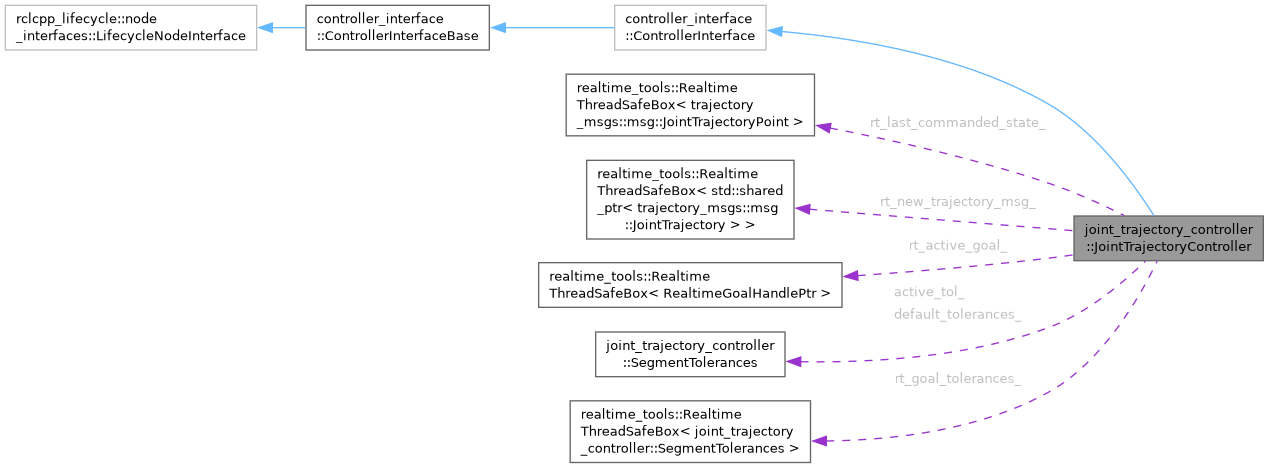 rclcpp_lifecycle::node
_interfaces::LifecycleNodeInterface
controller_interface
::ControllerInterfaceBase
controller_interface
::ControllerInterface
realtime_tools::Realtime
ThreadSafeBox< trajectory
_msgs::msg::JointTrajectoryPoint >
rt_last_commanded_state_
realtime_tools::Realtime
ThreadSafeBox< std::shared
_ptr< trajectory_msgs::msg
::JointTrajectory > >
rt_new_trajectory_msg_
joint_trajectory_controller
::JointTrajectoryController
rt_active_goal_
realtime_tools::Realtime
ThreadSafeBox< RealtimeGoalHandlePtr >
active_tol_
default_tolerances_
joint_trajectory_controller
::SegmentTolerances
rt_goal_tolerances_
realtime_tools::Realtime
ThreadSafeBox< joint_trajectory
_controller::SegmentTolerances >